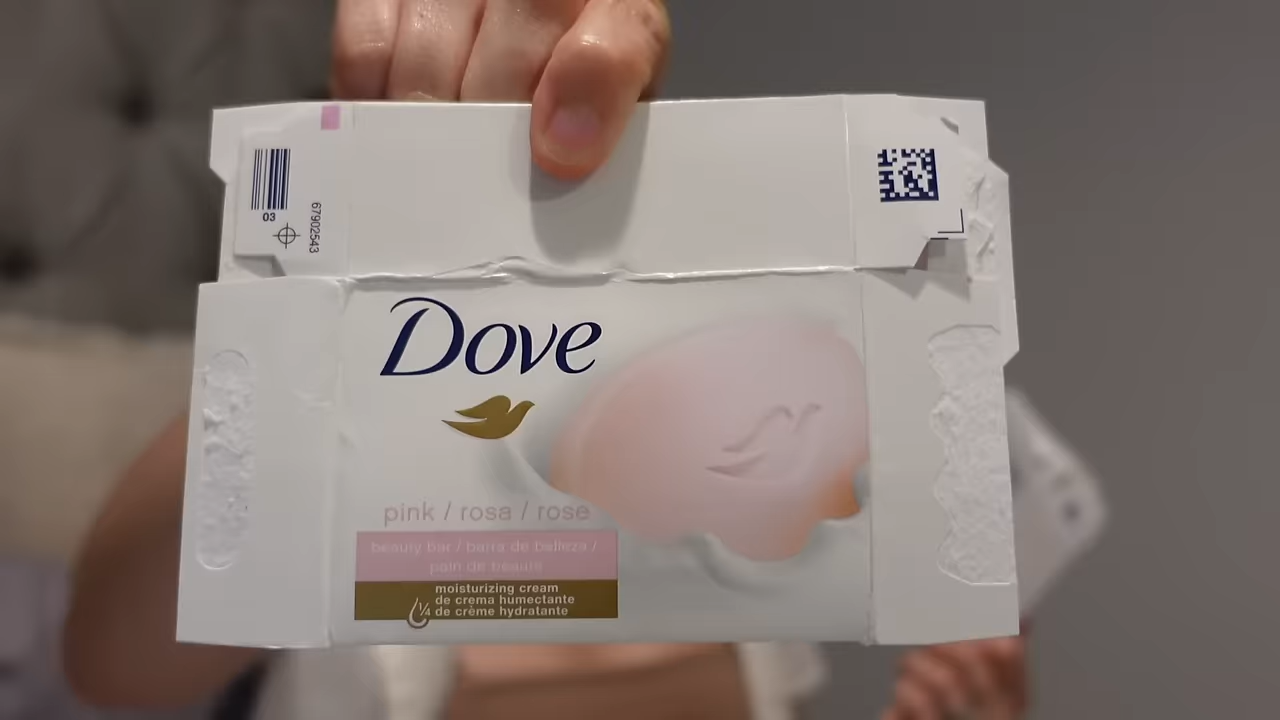 03
67902543
Dove
pink / rosa / rose
beauty bar / barra de belleza /
pain de beauté
moisturizing cream
de crema humectante
¼ de crème hydratante